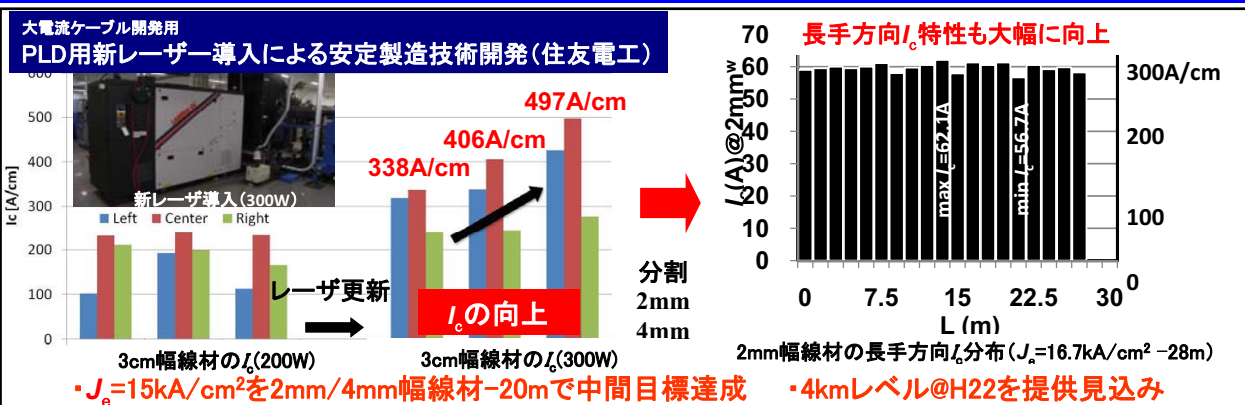 大電流ケーブル開発用
PLD用新レーザー導入による安定製造技術開発(住友電工)
新レーザ導入(300W)
Ic [A/cm]
600
500
400
300
200
100
0
Left Center Right
338A/cm
406A/cm
497A/cm
レーザ更新
Icの向上
3cm幅線材のIc(200W)
3cm幅線材のIc(300W)
分割
2mm
4mm
長手方向Ic特性も大幅に向上
Ic(A)@2mmw
70
60
50
40
30
20
10
0
max Ic=62.1A
min Ic=56.7A
300A/cm
200
100
0
0 7.5 15 22.5 30
L (m)
2mm幅線材の長手方向Ic分布(Je=16.7kA/cm2 −28m)
・Je=15kA/cm2を2mm/4mm幅線材−20mで中間目標達成 ・4kmレベル@H22を提供見込み